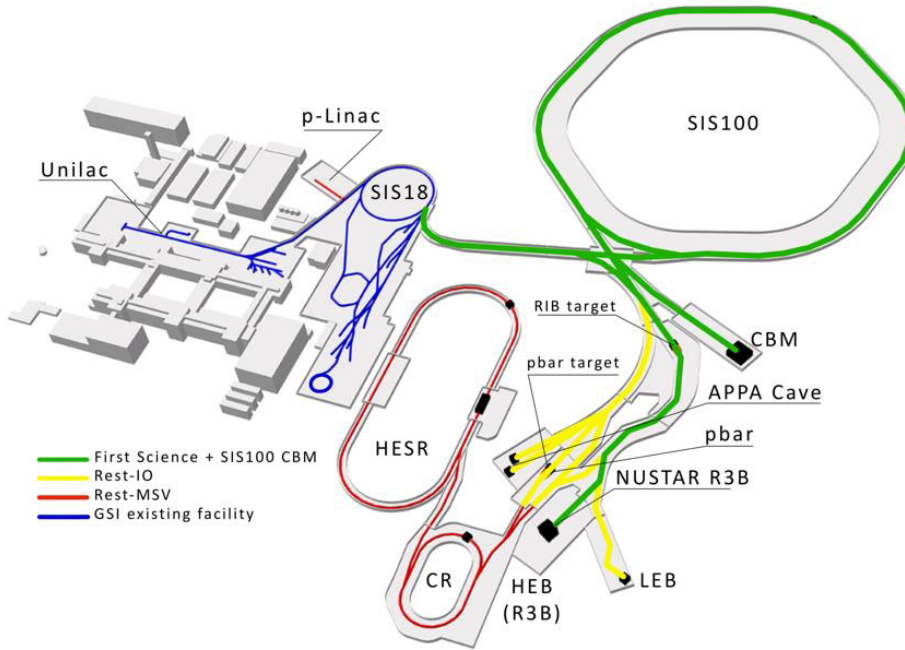 SIS100
p-Linac
Unilac
SIS18
RIB target
CBM
pbar target
APPA Cave
HESR
pbar
First Science + SIS100 CBM
Rest-IO
Rest-MSV
GSI existing facility
NUSTAR R3B
CR
HEB
(R3B)
LEB